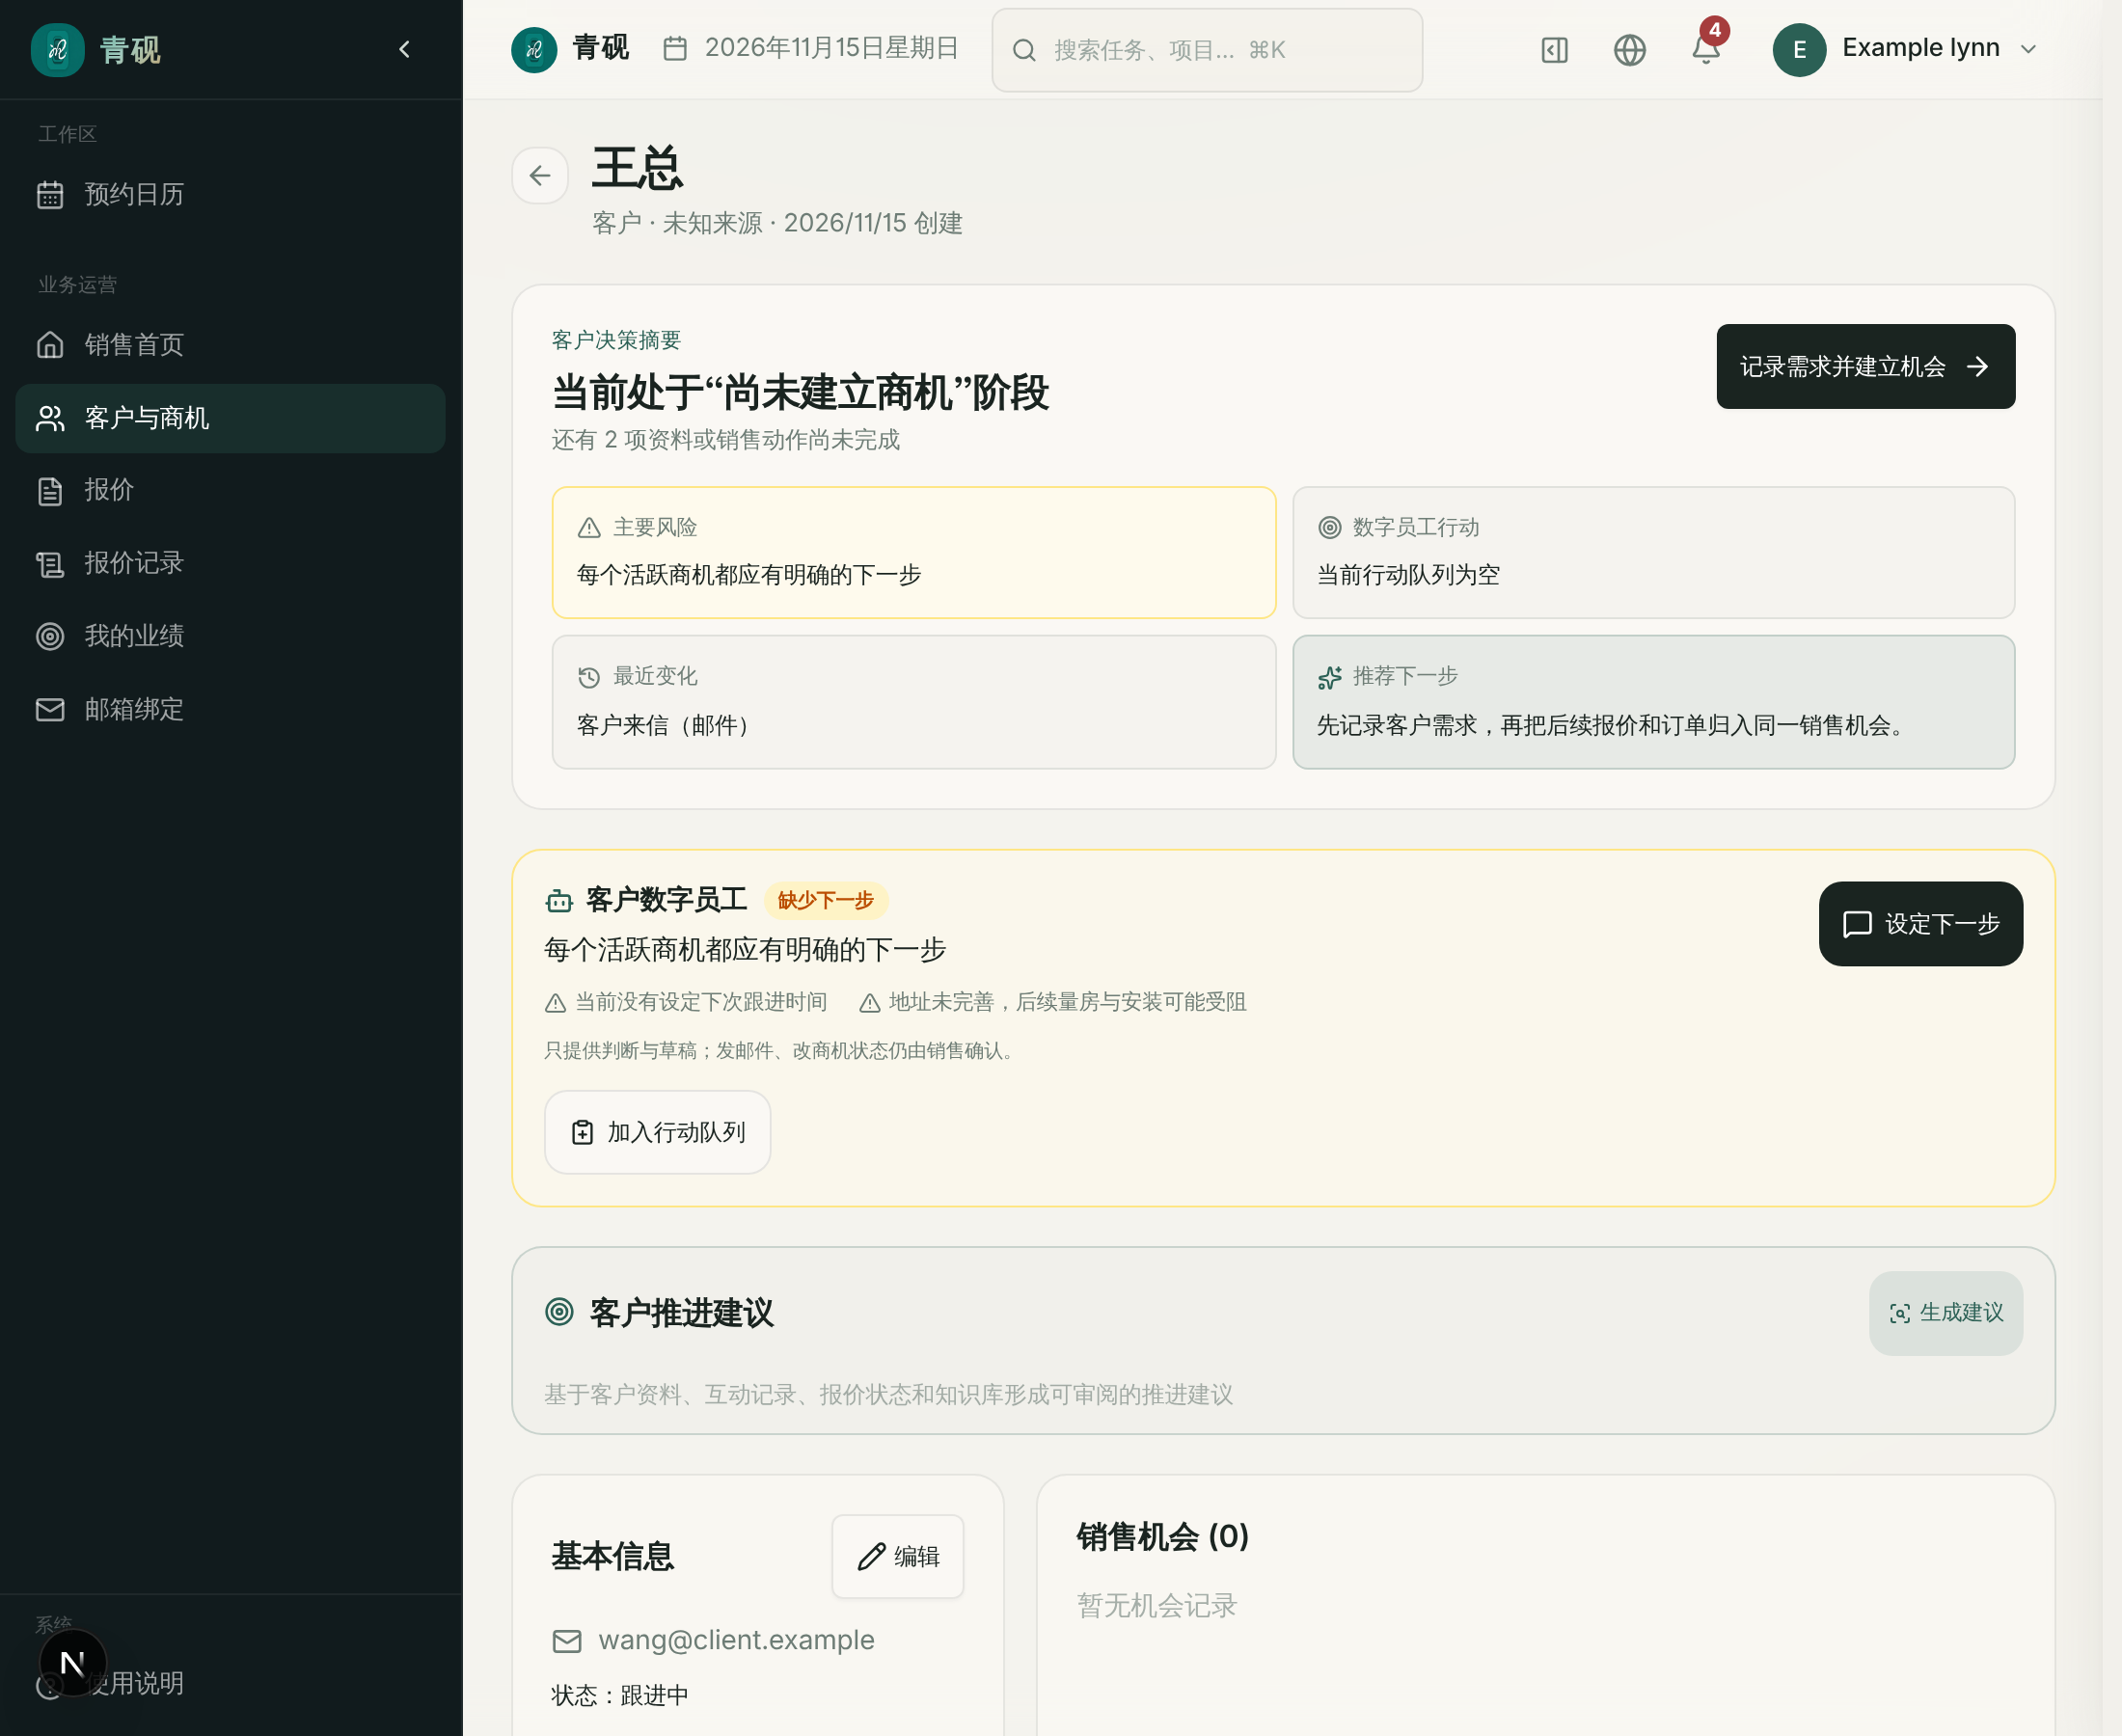 青砚
工作区
预约日历
业务运营
销售首页
客户与商机
报价
报价记录
我的业绩
邮箱绑定
系统
使用说明
青砚
2026年11月15日星期日
搜索任务、项目... ⌘K
4
E
Example lynn
王总
客户 · 未知来源 · 2026/11/15 创建
客户决策摘要
当前处于“尚未建立商机”阶段
还有 2 项资料或销售动作尚未完成
记录需求并建立机会
主要风险
每个活跃商机都应有明确的下一步
数字员工行动
当前行动队列为空
最近变化
客户来信（邮件）
推荐下一步
先记录客户需求，再把后续报价和订单归入同一销售机会。
客户数字员工
缺少下一步
每个活跃商机都应有明确的下一步
当前没有设定下次跟进时间
地址未完善，后续量房与安装可能受阻
只提供判断与草稿；发邮件、改商机状态仍由销售确认。
设定下一步
加入行动队列
客户推进建议
生成建议
基于客户资料、互动记录、报价状态和知识库形成可审阅的推进建议
基本信息
编辑
wang@client.example
状态：跟进中
销售机会 (0)
暂无机会记录